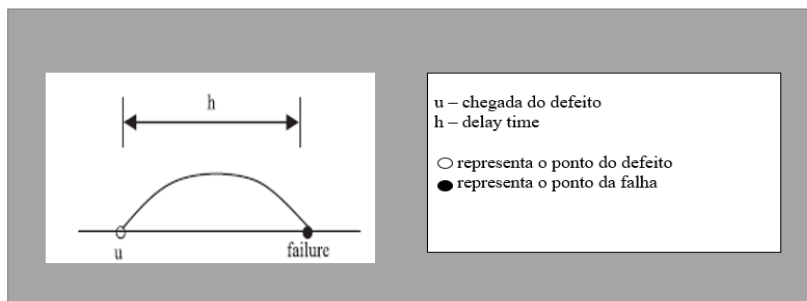 h
u
failure
u – chegada do defeito
h – delay time
representa o ponto do defeito
representa o ponto da falha